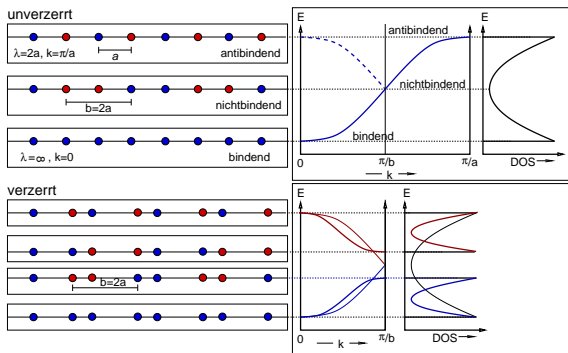 unverzerrt
λ=2a, k=π/a
a
antibindend
b=2a
nichtbindend
λ=∞ , k=0
bindend
E
antibindend
nichtbindend
bindend
0
π/b
π/a
k
E
DOS
verzerrt
b=2a
E
0
π/b
k
E
DOS